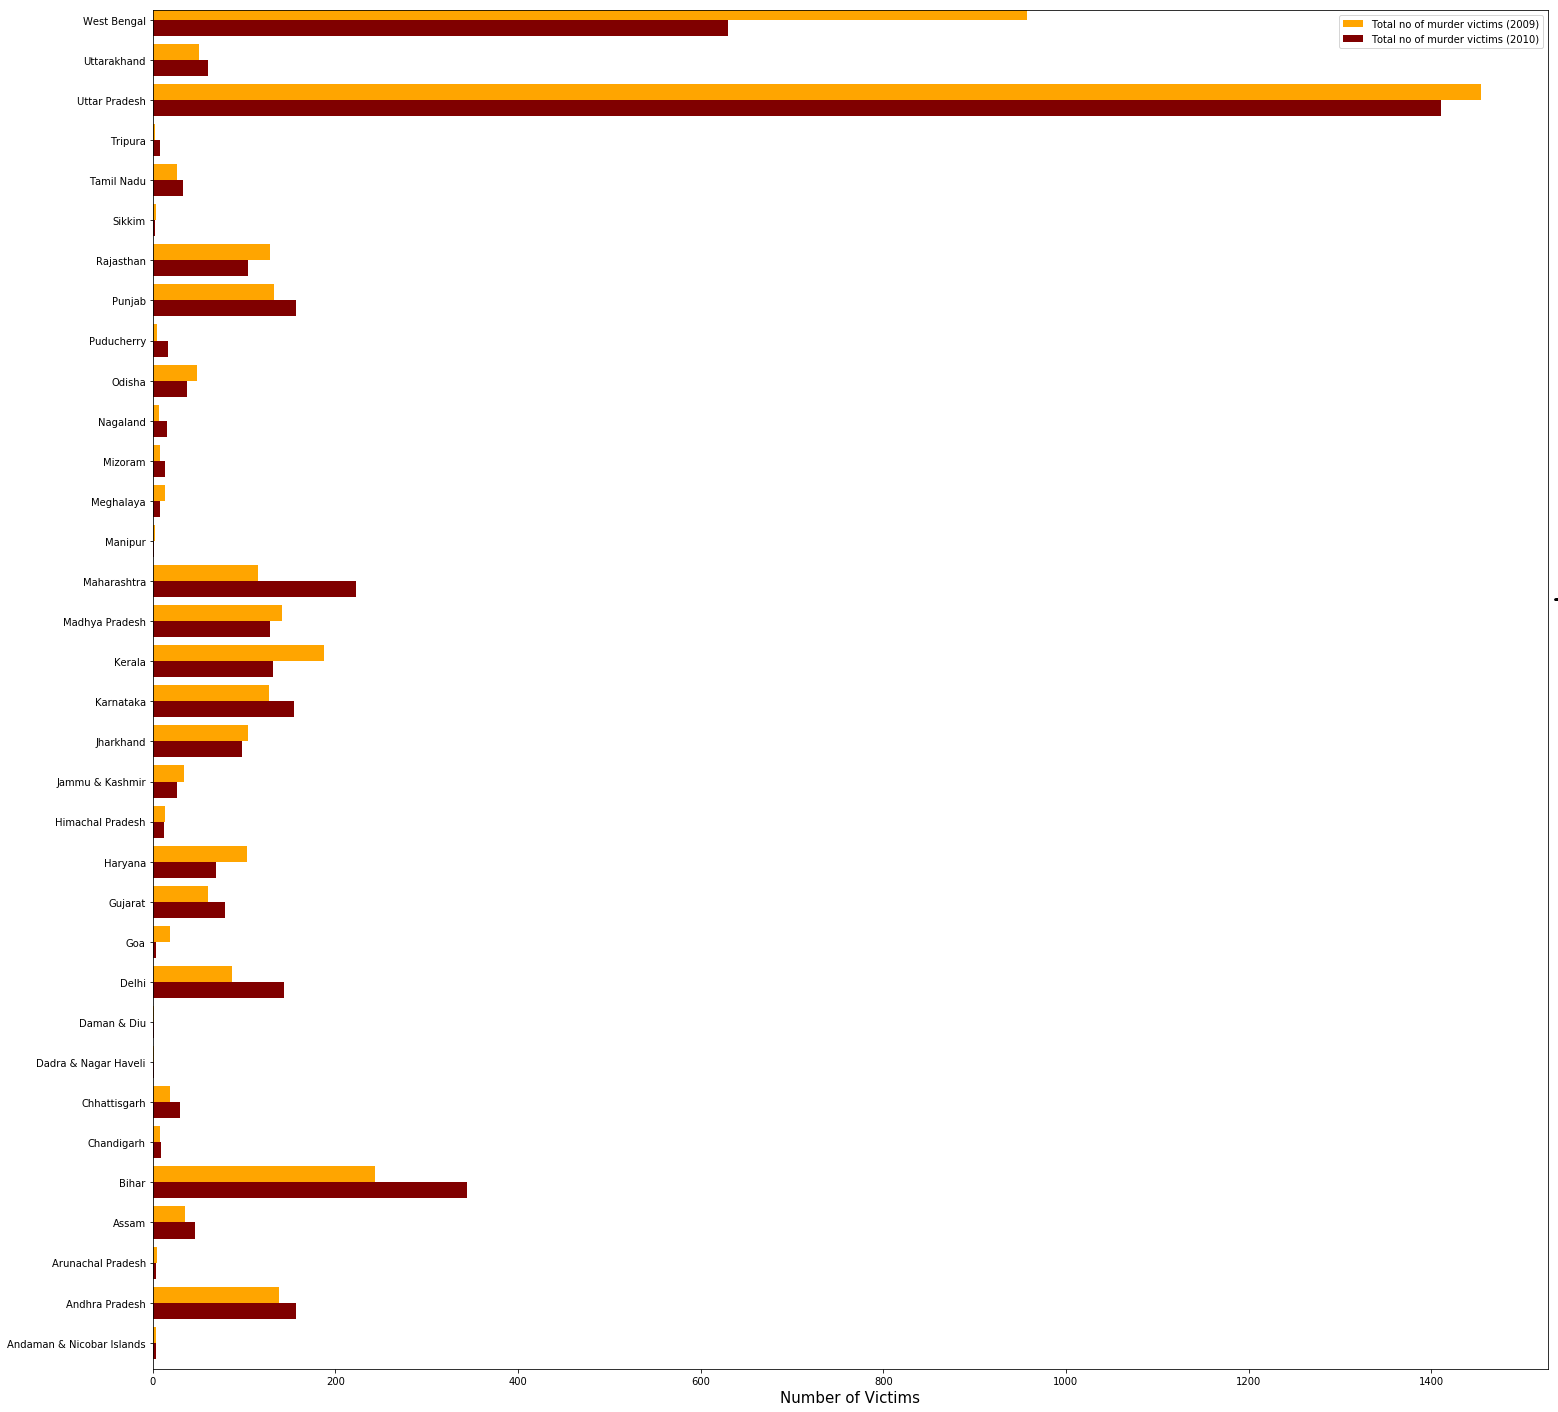 Total no of murder victims (2009)
Total no of murder victims (2010)
West Bengal
Uttarakhand
Uttar Pradesh
Tripura
Tamil Nadu
Sikkim
Rajasthan
Punjab
Puducherry
Odisha
Nagaland
Mizoram
Meghalaya
Manipur
Maharashtra
Madhya Pradesh
Kerala
Karnataka
Jharkhand
Jammu & Kashmir
Himachal Pradesh
Haryana
Gujarat
Goa
Delhi
Daman & Diu
Dadra & Nagar Haveli
Chhattisgarh
Chandigarh
Bihar
Assam
Arunachal Pradesh
Andhra Pradesh
Andaman & Nicobar Islands
0 200 400 600 800 1000 1200 1400
Number of Victims